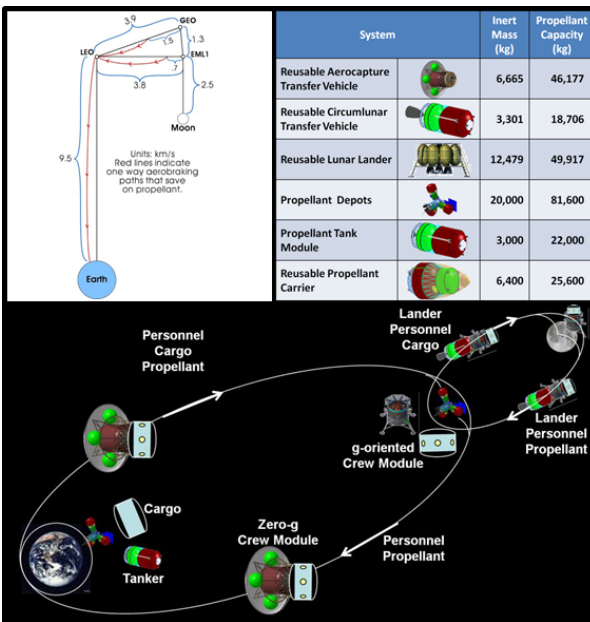 3.9
GEO
1.5
1.3
LEO
EML1
.7
3.8
2.5
Moon
9.5
Units: km/s
Red lines indicate
one way aerobraking
paths that save
on propellant.
Earth
System
Inert
Mass
(kg)
Propellant
Capacity
(kg)
Reusable Aerocapture
Transfer Vehicle
6,665
46,177
Reusable Circumlunar
Transfer Vehicle
3,301
18,706
Reusable Lunar Lander
12,479
49,917
Propellant Depots
20,000
81,600
Propellant Tank
Module
3,000
22,000
Reusable Propellant
Carrier
6,400
25,600
Personnel
Cargo
Propellant
Lander
Personnel
Cargo
Lander
Personnel
Propellant
g-oriented
Crew Module
Cargo
Tanker
Zero-g
Crew Module
Personnel
Propellant